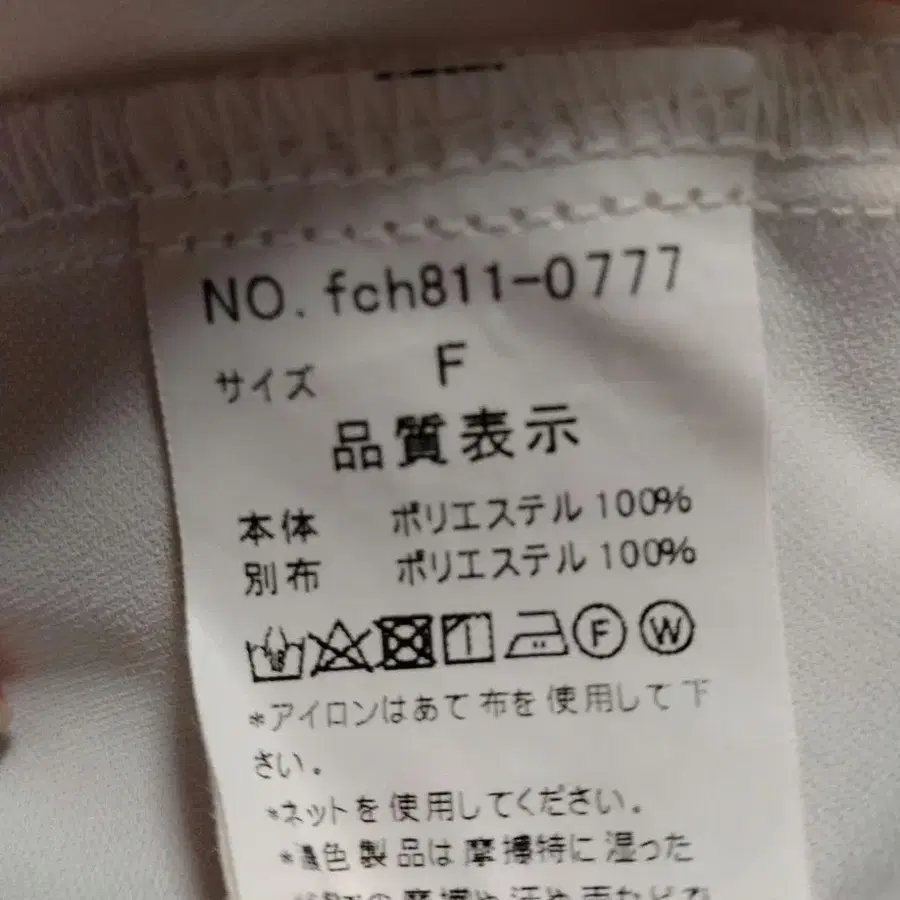 NO. fch811-0777
サイズ F
品質表示
本体 ポリエステル 100%
別布 ポリエステル 100%
F W
*アイロンはあて布を使用して下
さい。
*ネットを使用してください。
*濃色製品は摩擦特に湿った